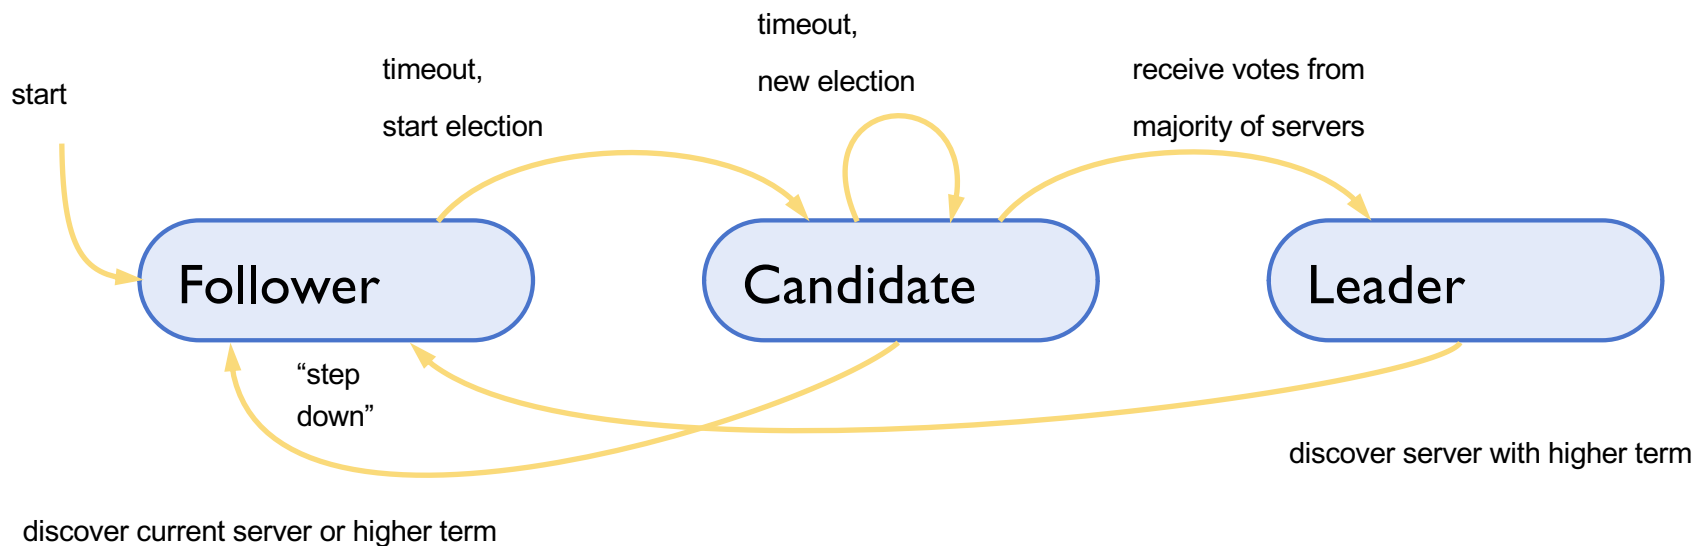 timeout,
new election
timeout,
start election
receive votes from
majority of servers
start
Follower
Candidate
Leader
“step
down”
discover server with higher term
discover current server or higher term